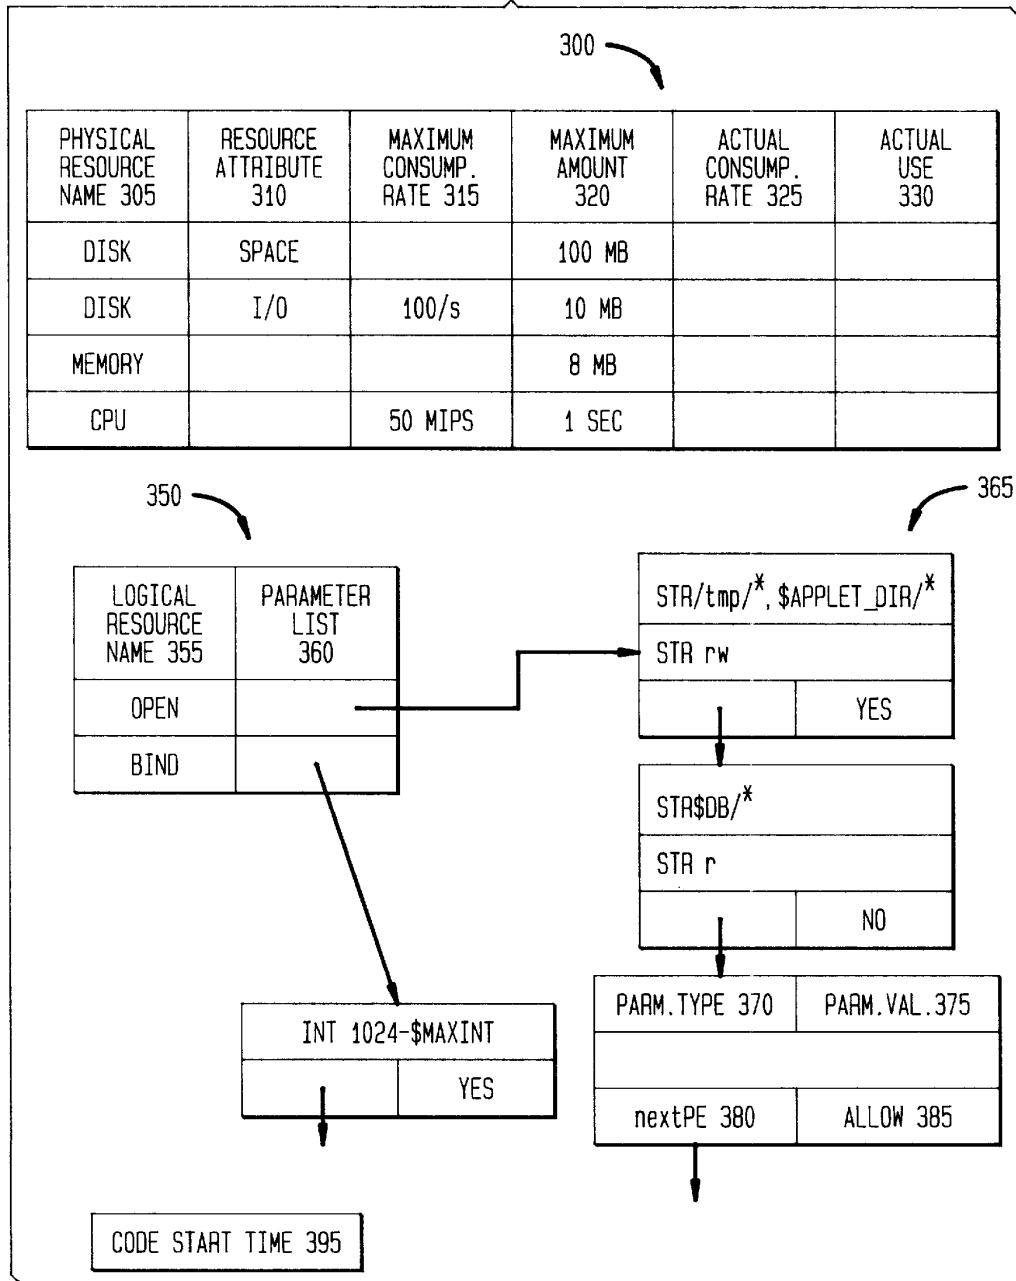 300
PHYSICAL RESOURCE NAME 305
RESOURCE ATTRIBUTE 310
MAXIMUM CONSUMP. RATE 315
MAXIMUM AMOUNT 320
ACTUAL CONSUMP. RATE 325
ACTUAL USE 330
DISK SPACE 100 MB
DISK I/O 100/s 10 MB
MEMORY 8 MB
CPU 50 MIPS 1 SEC
350
LOGICAL RESOURCE NAME 355
PARAMETER LIST 360
OPEN
BIND
365
STR/tmp/*, $APPLET_DIR/*
STR rw
YES
STR$DB/*
STR r
NO
PARM.TYPE 370 PARM.VAL.375
nextPE 380 ALLOW 385
INT 1024-$MAXINT
YES
CODE START TIME 395